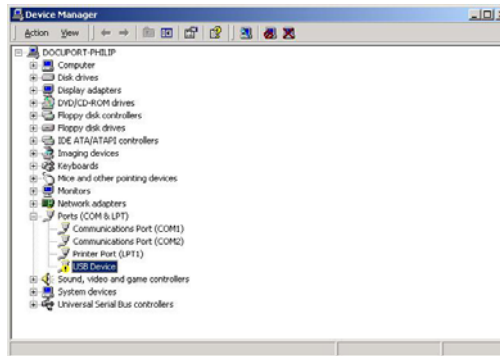 Device Manager
Action View
DOCUPORT-PHILIP
Computer
Disk drives
Display adapters
DVD/CD-ROM drives
Floppy disk controllers
Floppy disk drives
IDE ATA/ATAPI controllers
Imaging devices
Keyboards
Mice and other pointing devices
Monitors
Network adapters
Ports (COM & LPT)
Communications Port (COM1)
Communications Port (COM2)
Printer Port (LPT1)
USB Device
Sound, video and game controllers
System devices
Universal Serial Bus controllers